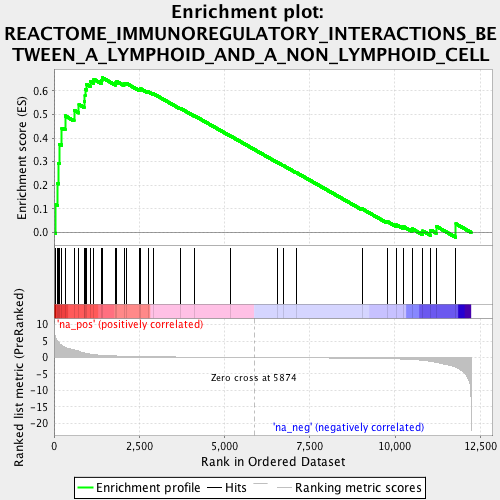 Enrichment plot:
REACTOME_IMMUNOREGULATORY_INTERACTIONS_BE
TWEEN_A_LYMPHOID_AND_A_NON_LYMPHOID_CELL
Enrichment score (ES)
0.6
0.5
0.4
0.3
0.2
0.1
0.0
'na_pos' (positively correlated)
Ranked list metric (PreRanked)
10
5
0
-5
-10
-15
-20
Zero cross at 5874
'na_neg' (negatively correlated)
0
2,500
5,000
7,500
10,000
12,500
Rank in Ordered Dataset
Enrichment profile
Hits
Ranking metric scores